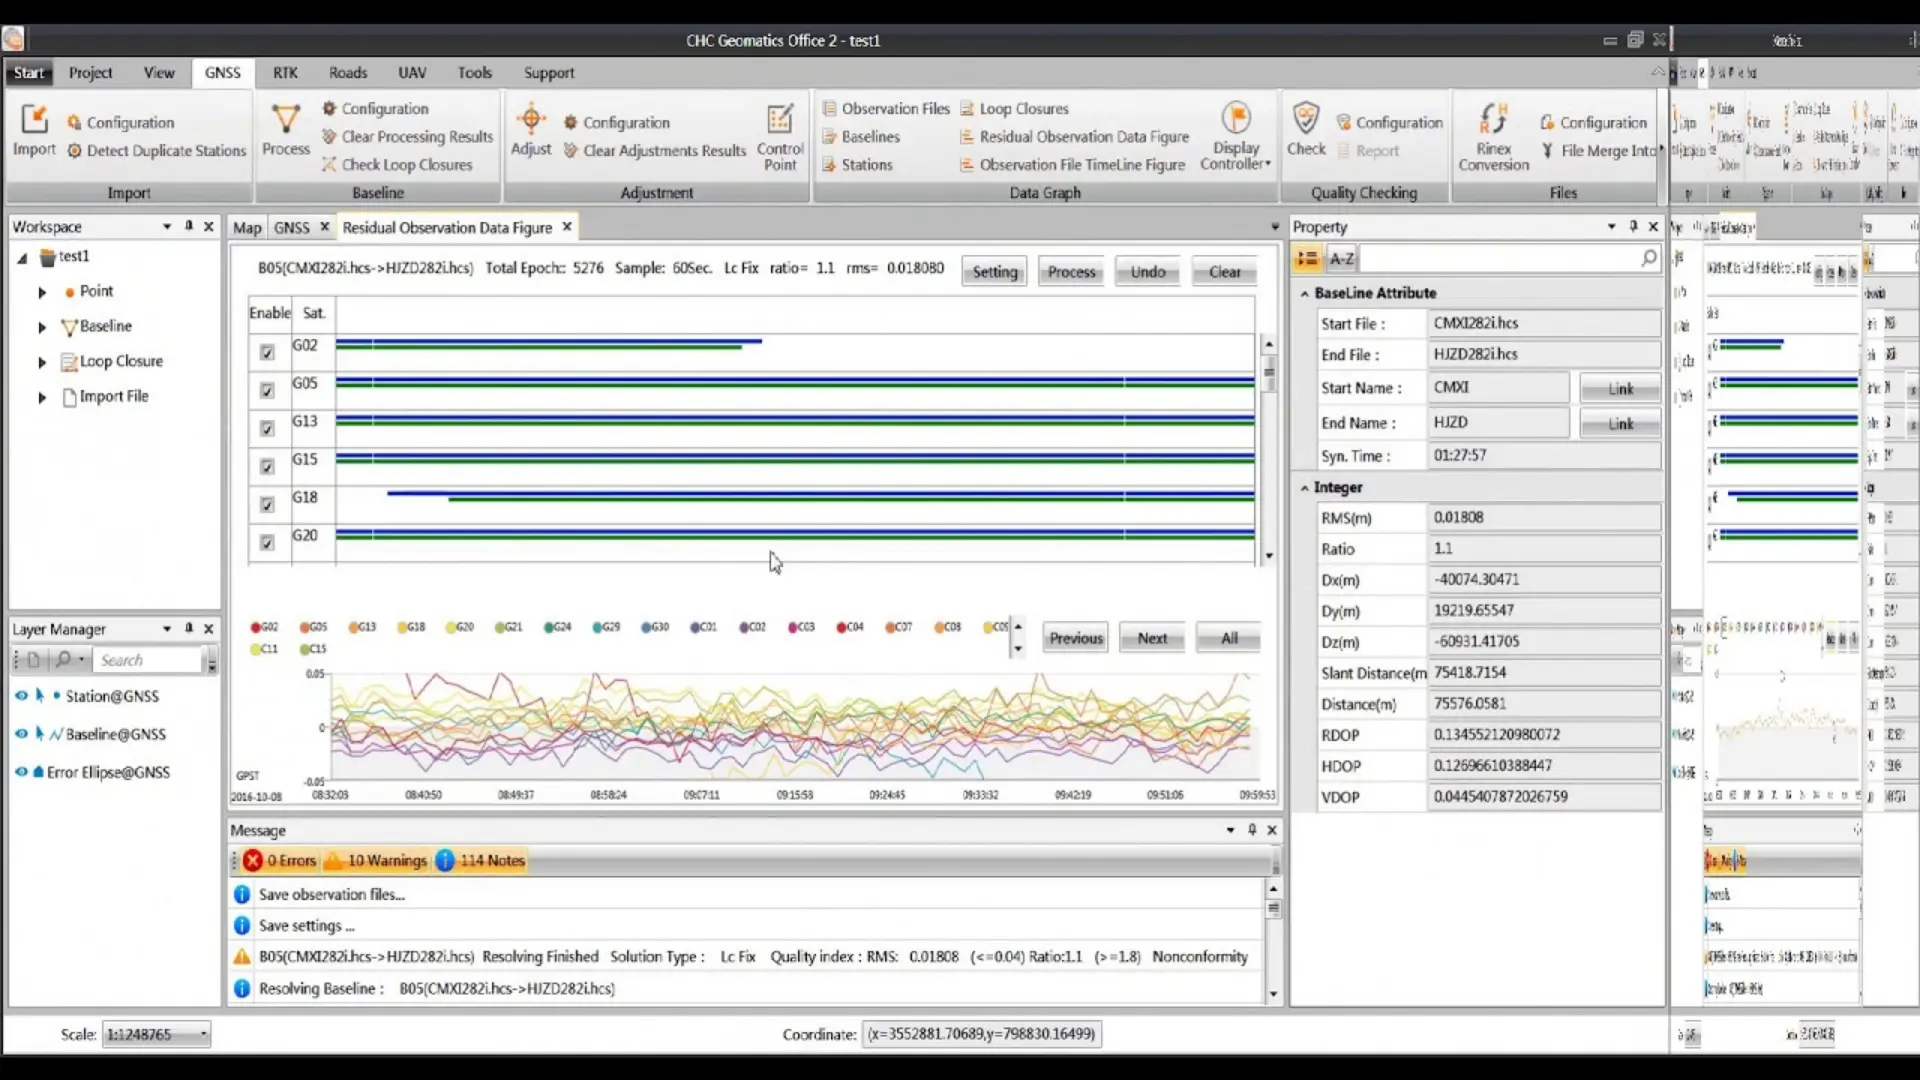 CHC Geomatics Office 2 - test1
Start Project View GNSS RTK Roads UAV Tools Support
Import Configuration Detect Duplicate Stations
Import
Process Configuration Clear Processing Results Check Loop Closures
Baseline
Adjust Configuration Clear Adjustments Results Control Point
Adjustment
Observation Files Loop Closures
Baselines Residual Observation Data Figure
Stations Observation File TimeLine Figure
Display Controller
Data Graph
Check Configuration Report
Quality Checking
Rinex Conversion Configuration File Merge Into
Files
Workspace
test1
Point
Baseline
Loop Closure
Import File
Map GNSS Residual Observation Data Figure
B05(CMXI282i.hcs->HJZD282i.hcs) Total Epoch: 5276 Sample: 60Sec. Lc Fix ratio= 1.1 rms= 0.018080 Setting Process Undo Clear
Enable Sat.
G02
G05
G13
G15
G18
G20
G02 G05 G13 G18 G20 G21 G24 G29 G30 C01 C02 C03 C04 C07 C08 C09
C11 C15
Previous Next All
0.05
0
-0.05
GPST
2016-10-08 08:32:03 08:40:50 08:49:37 08:58:24 09:07:11 09:15:58 09:24:45 09:33:32 09:42:19 09:51:06 09:59:53
Layer Manager
Search
Station@GNSS
Baseline@GNSS
Error Ellipse@GNSS
Message
0 Errors 10 Warnings 114 Notes
Save observation files...
Save settings ...
B05(CMXI282i.hcs->HJZD282i.hcs) Resolving Finished Solution Type : Lc Fix Quality index : RMS: 0.01808 (<=0.04) Ratio:1.1 (>=1.8) Nonconformity
Resolving Baseline : B05(CMXI282i.hcs->HJZD282i.hcs)
Property
A-Z
BaseLine Attribute
Start File : CMXI282i.hcs
End File : HJZD282i.hcs
Start Name : CMXI Link
End Name : HJZD Link
Syn. Time : 01:27:57
Integer
RMS(m) 0.01808
Ratio 1.1
Dx(m) -40074.30471
Dy(m) 19219.65547
Dz(m) -60931.41705
Slant Distance(m 75418.7154
Distance(m) 75576.0581
RDOP 0.134552120980072
HDOP 0.12696610388447
VDOP 0.0445407872026759
Scale: 1:1248765
Coordinate: (x=3552881.70689,y=798830.16499)